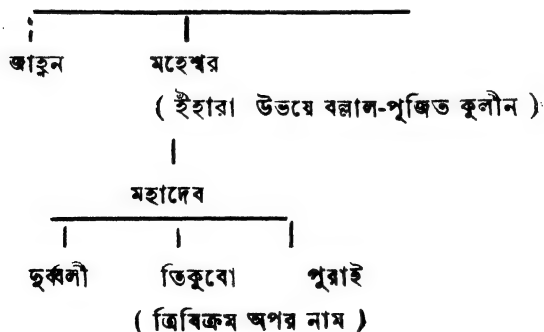 জাহুন মহেশ্বর
( ইঁহারা উভয়ে বল্লাল-পূজিত কুলীন )
মহাদেব
দুর্ব্বলী তিকুবো পুরাই
( ত্রিবিক্রম অপর নাম )